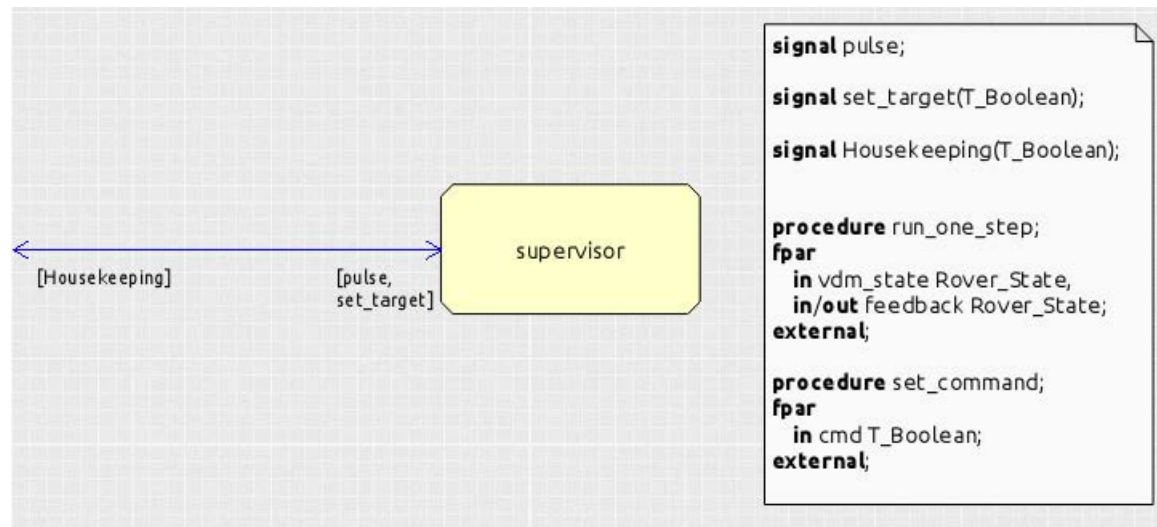 [Housekeeping]
[pulse,
set_target]
supervisor
signal pulse;
signal set_target(T_Boolean);
signal Housekeeping(T_Boolean);
procedure run_one_step;
fpar
in vdm_state Rover_State,
in/out feedback Rover_State;
external;
procedure set_command;
fpar
in cmd T_Boolean;
external;